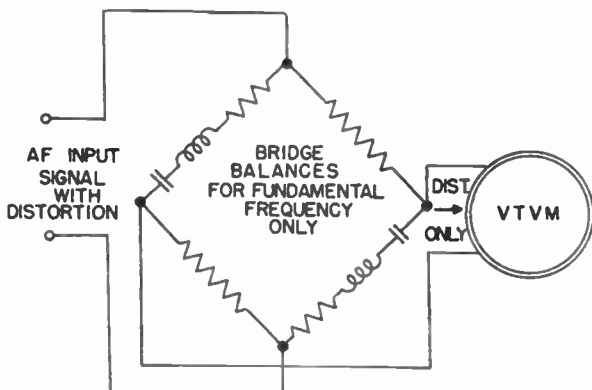 AF INPUT
SIGNAL
WITH
DISTORTION
BRIDGE
BALANCES
FOR FUNDAMENTAL
FREQUENCY
ONLY
DIST.
ONLY
VTVM